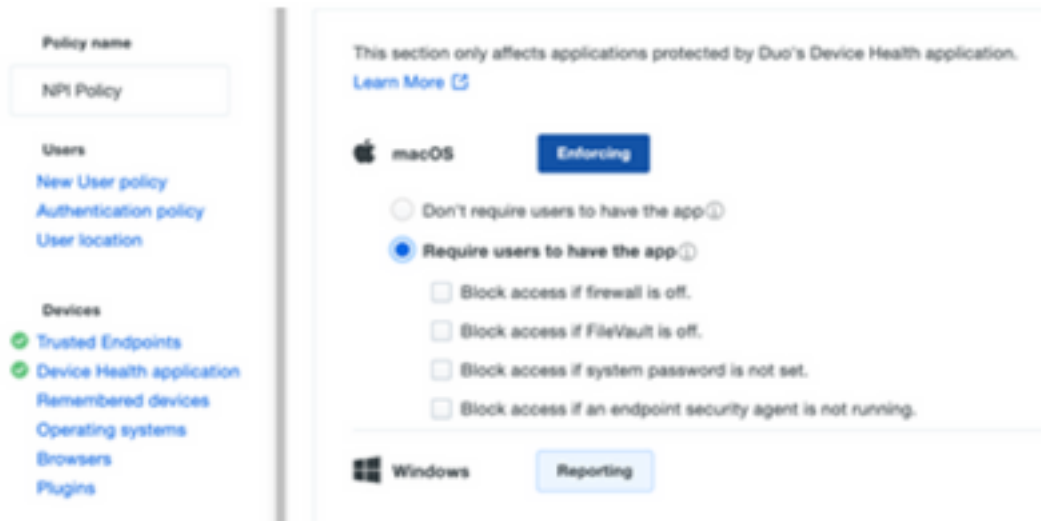 Policy name
NPI Policy
Users
New User policy
Authentication policy
User location
Devices
Trusted Endpoints
Device Health application
Remembered devices
Operating systems
Browsers
Plugins
This section only affects applications protected by Duo's Device Health application.
Learn More
macOS
Enforcing
Don't require users to have the app
Require users to have the app
Block access if firewall is off.
Block access if FileVault is off.
Block access if system password is not set.
Block access if an endpoint security agent is not running.
Windows
Reporting